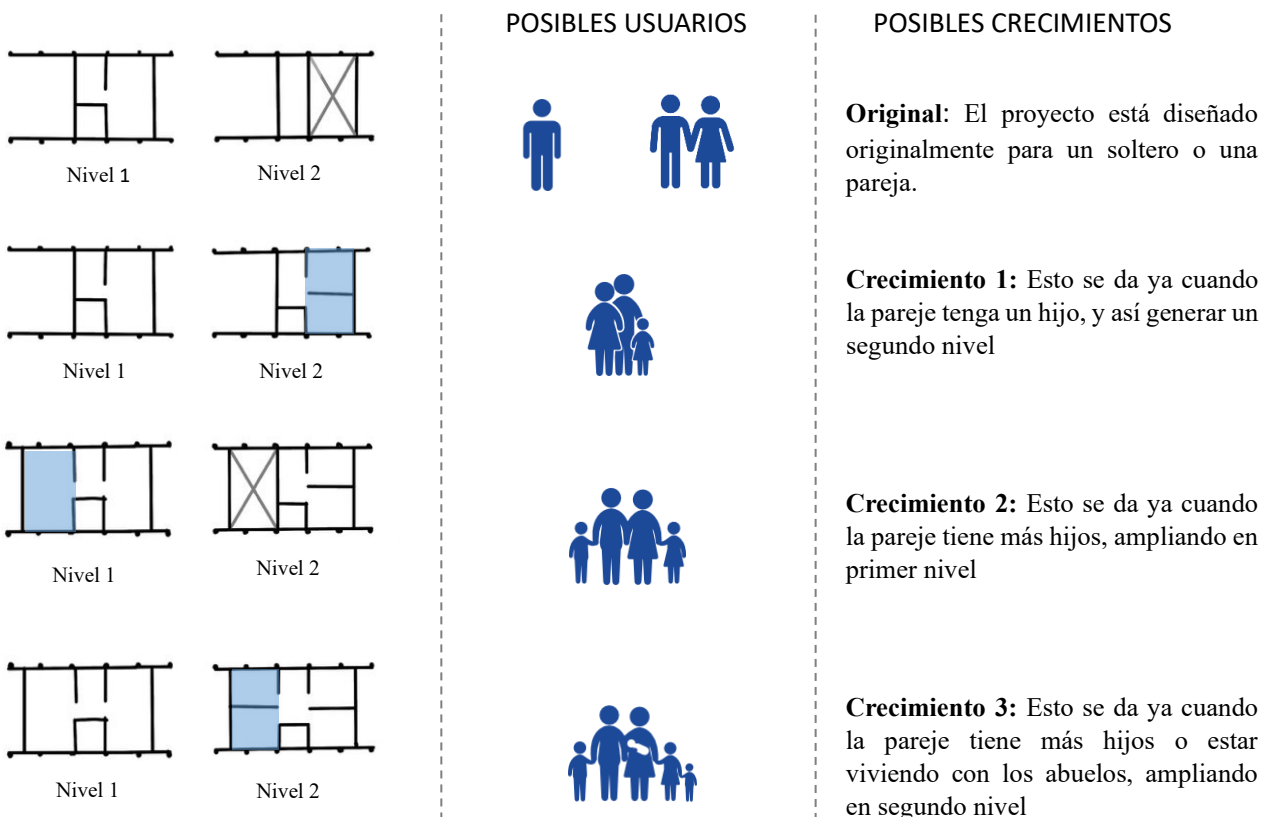 POSIBLES USUARIOS
POSIBLES CRECIMIENTOS
Nivel 1
Nivel 2
Original: El proyecto está diseñado
originalmente para un soltero o una
pareja.
Nivel 1
Nivel 2
Crecimiento 1: Esto se da ya cuando
la pareje tenga un hijo, y así generar un
segundo nivel
Nivel 1
Nivel 2
Crecimiento 2: Esto se da ya cuando
la pareje tiene más hijos, ampliando en
primer nivel
Nivel 1
Nivel 2
Crecimiento 3: Esto se da ya cuando
la pareje tiene más hijos o estar
viviendo con los abuelos, ampliando
en segundo nivel